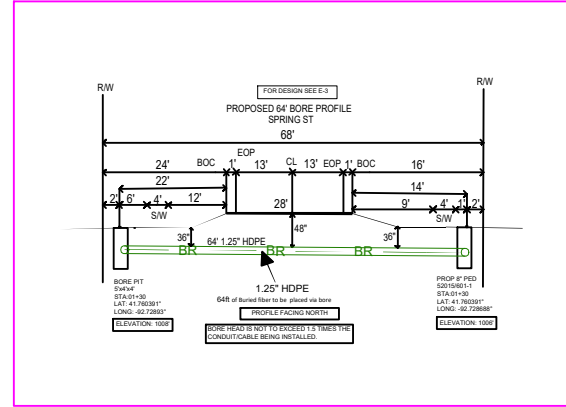 R/W
R/W
FOR DESIGN SEE E-3
PROPOSED 64' BORE PROFILE
SPRING ST
68'
24' BOC 1' EOP 13' CL 13' EOP 1' BOC 16'
22' 14'
2' 6' 4' 12' 28' 9' 4' 1' 2'
S/W S/W
36" 48" 36"
64' 1.25" HDPE
BR BR BR
1.25" HDPE
64ft of Buried fiber to be placed via bore
PROFILE FACING NORTH
BORE HEAD IS NOT TO EXCEED 1.5 TIMES THE
CONDUIT/CABLE BEING INSTALLED.
BORE PIT
5'x4'x4'
STA:01+30
LAT: 41.760391°
LONG: -92.72893°
ELEVATION: 1008'
PROP 8" PED
52015/601-1
STA:01+30
LAT: 41.760391°
LONG: -92.728688°
ELEVATION: 1006'